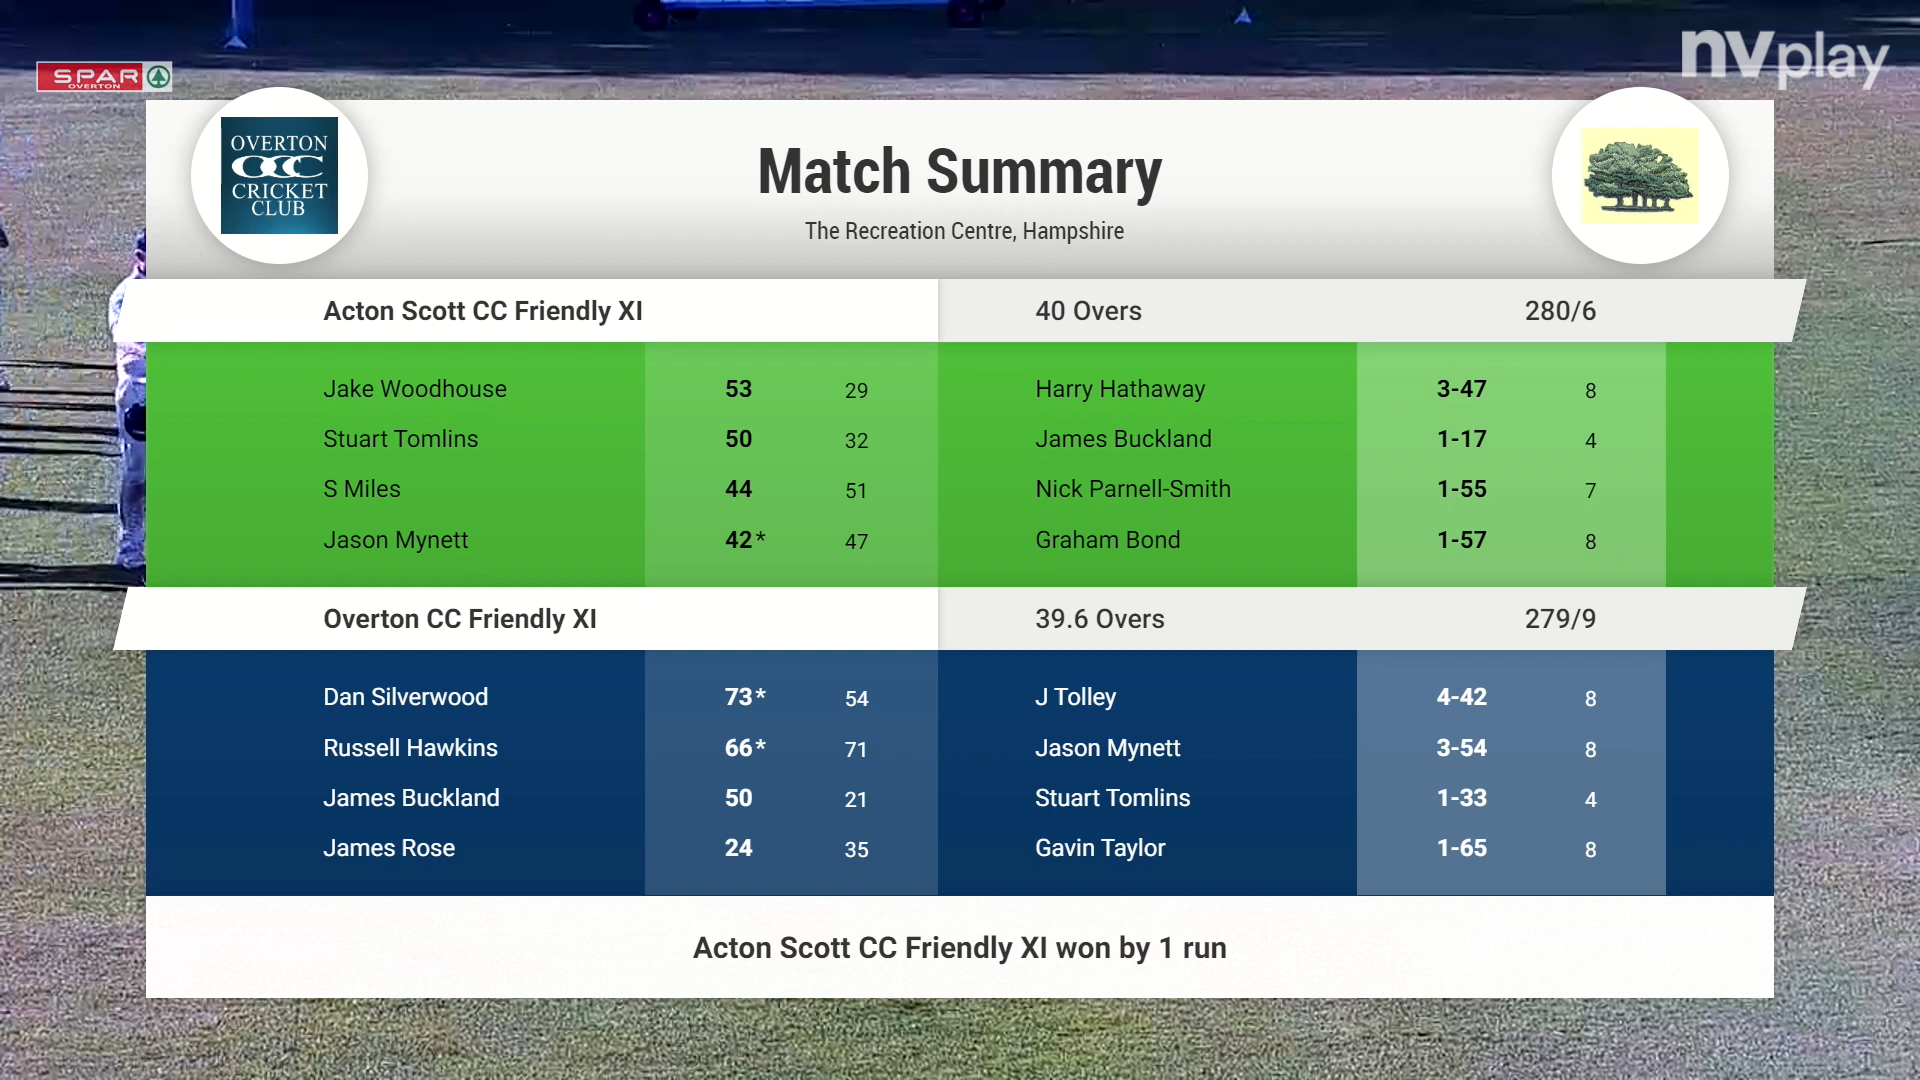 nvplay
SPAR
OVERTON
OVERTON
OCC
CRICKET
CLUB
Match Summary
The Recreation Centre, Hampshire
Acton Scott CC Friendly XI 40 Overs 280/6
Jake Woodhouse 53 29 Harry Hathaway 3-47 8
Stuart Tomlins 50 32 James Buckland 1-17 4
S Miles 44 51 Nick Parnell-Smith 1-55 7
Jason Mynett 42* 47 Graham Bond 1-57 8
Overton CC Friendly XI 39.6 Overs 279/9
Dan Silverwood 73* 54 J Tolley 4-42 8
Russell Hawkins 66* 71 Jason Mynett 3-54 8
James Buckland 50 21 Stuart Tomlins 1-33 4
James Rose 24 35 Gavin Taylor 1-65 8
Acton Scott CC Friendly XI won by 1 run